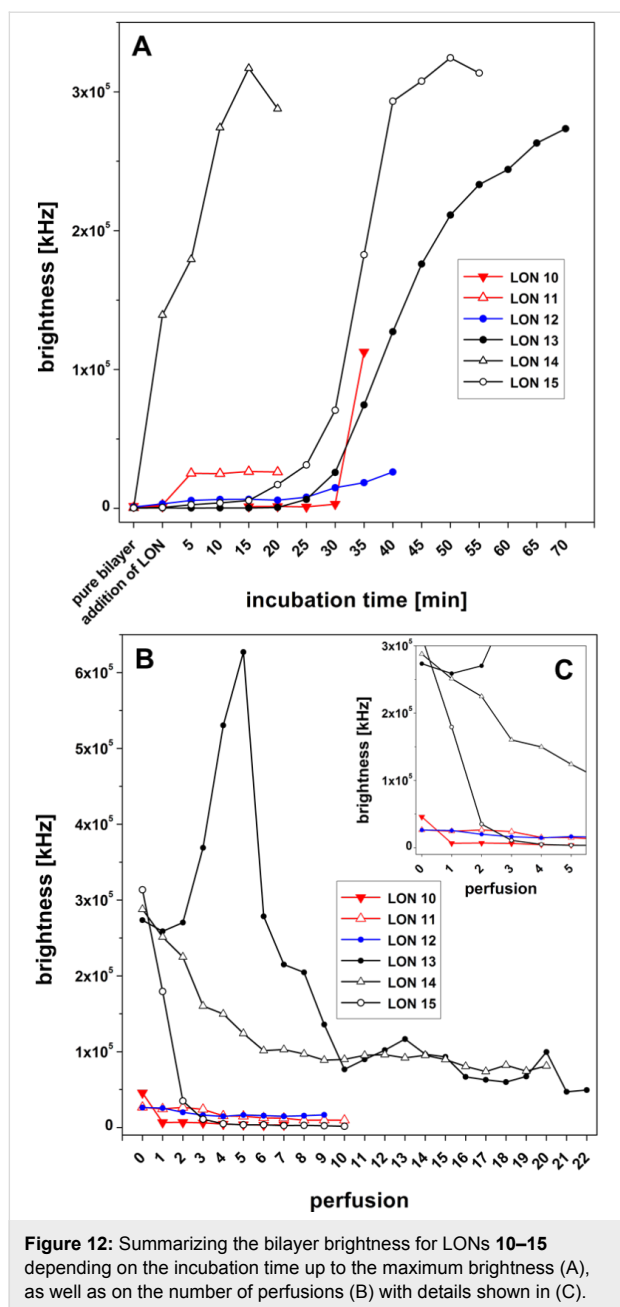 A
3x10⁵
2x10⁵
1x10⁵
0
brightness [kHz]
LON 10
LON 11
LON 12
LON 13
LON 14
LON 15
pure bilayer addition of LON 5 10 15 20 25 30 35 40 45 50 55 60 65 70
incubation time [min]
B
6x10⁵
5x10⁵
4x10⁵
3x10⁵
2x10⁵
1x10⁵
0
brightness [kHz]
LON 10
LON 11
LON 12
LON 13
LON 14
LON 15
0 1 2 3 4 5 6 7 8 9 10 11 12 13 14 15 16 17 18 19 20 21 22
perfusion
C
3x10⁵
2x10⁵
1x10⁵
0
brightness [kHz]
0 1 2 3 4 5
perfusion
Figure 12: Summarizing the bilayer brightness for LONs 10–15
depending on the incubation time up to the maximum brightness (A),
as well as on the number of perfusions (B) with details shown in (C).